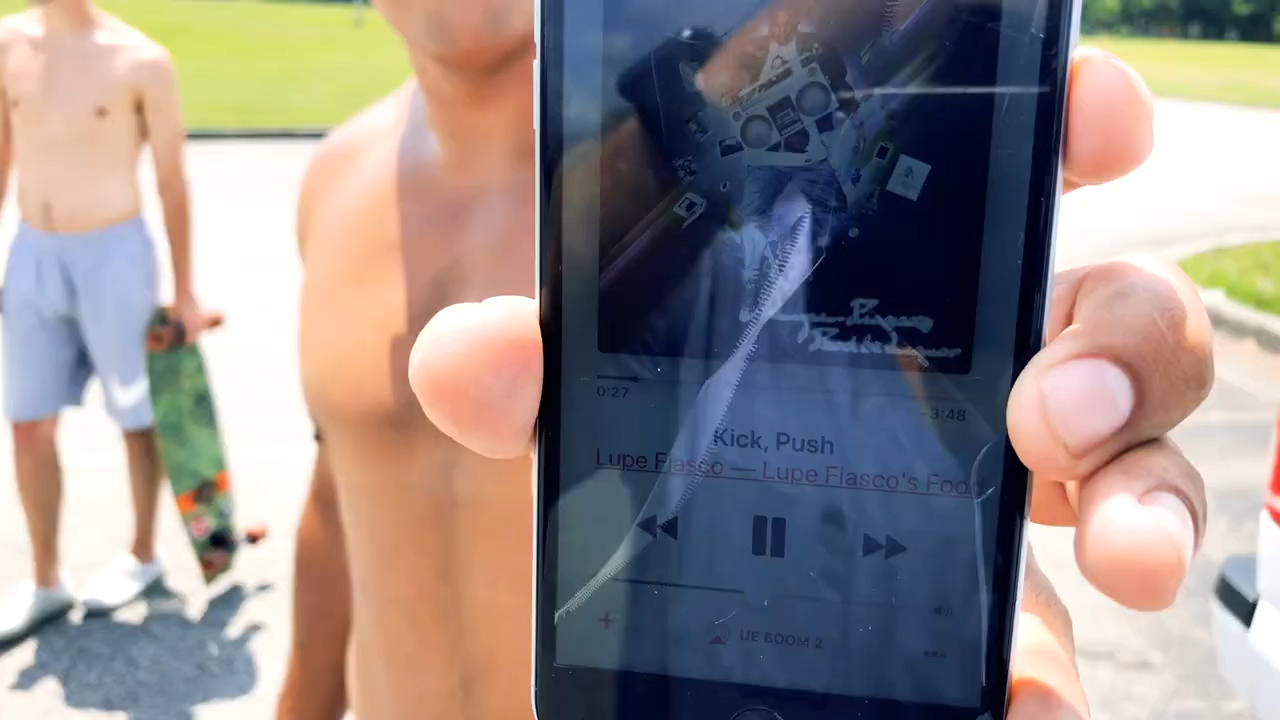 0:27
-3:48
Kick, Push
Lupe Fiasco — Lupe Fiasco's Foo
UE BOOM 2